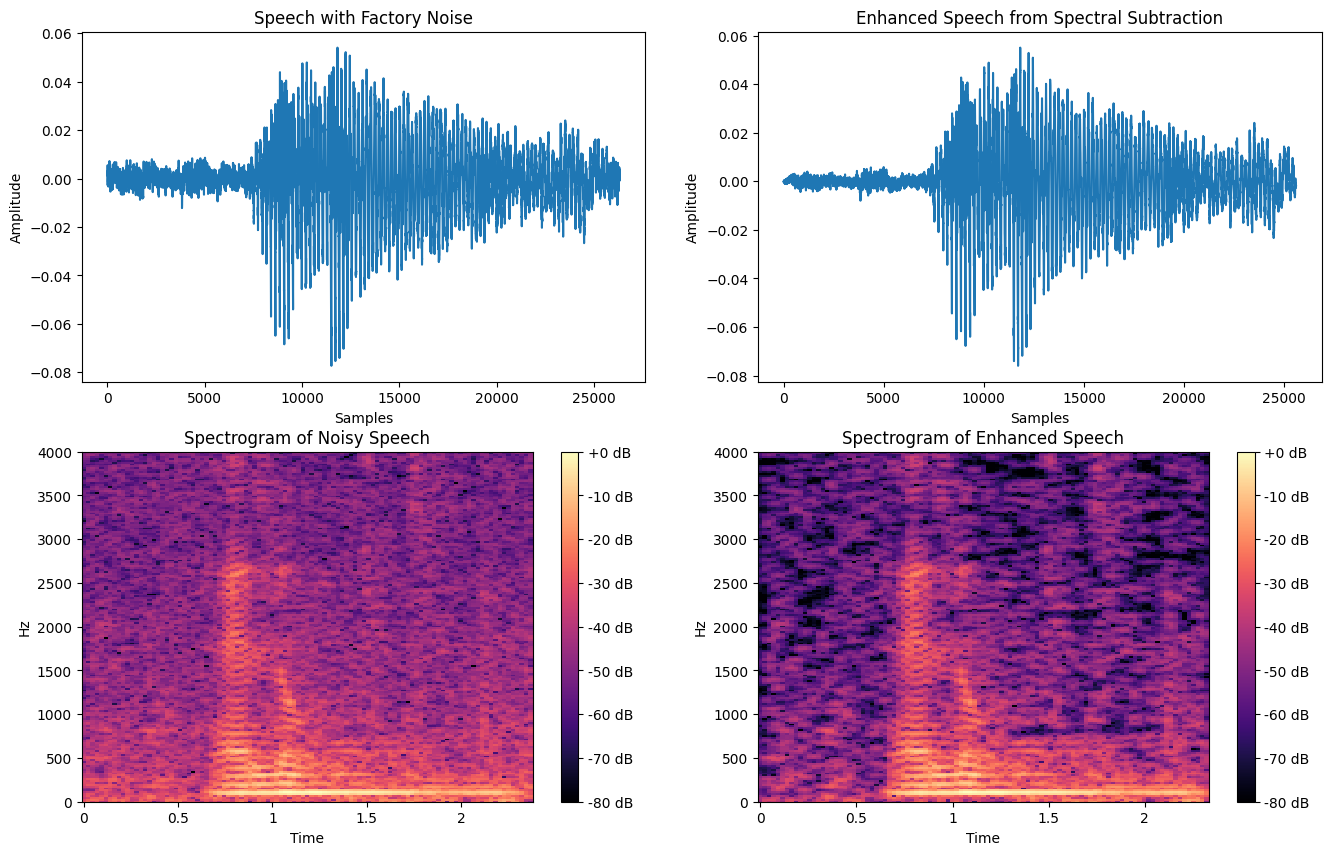 Speech with Factory Noise
0.06
0.04
0.02
0.00
−0.02
−0.04
−0.06
−0.08
Amplitude
0
5000
10000
15000
20000
25000
Samples
Enhanced Speech from Spectral Subtraction
0.06
0.04
0.02
0.00
−0.02
−0.04
−0.06
−0.08
Amplitude
0
5000
10000
15000
20000
25000
Samples
Spectrogram of Noisy Speech
4000
3500
3000
2500
2000
1500
1000
500
0
Hz
0
0.5
1
1.5
2
Time
+0 dB
-10 dB
-20 dB
-30 dB
-40 dB
-50 dB
-60 dB
-70 dB
-80 dB
Spectrogram of Enhanced Speech
4000
3500
3000
2500
2000
1500
1000
500
0
Hz
0
0.5
1
1.5
2
Time
+0 dB
-10 dB
-20 dB
-30 dB
-40 dB
-50 dB
-60 dB
-70 dB
-80 dB